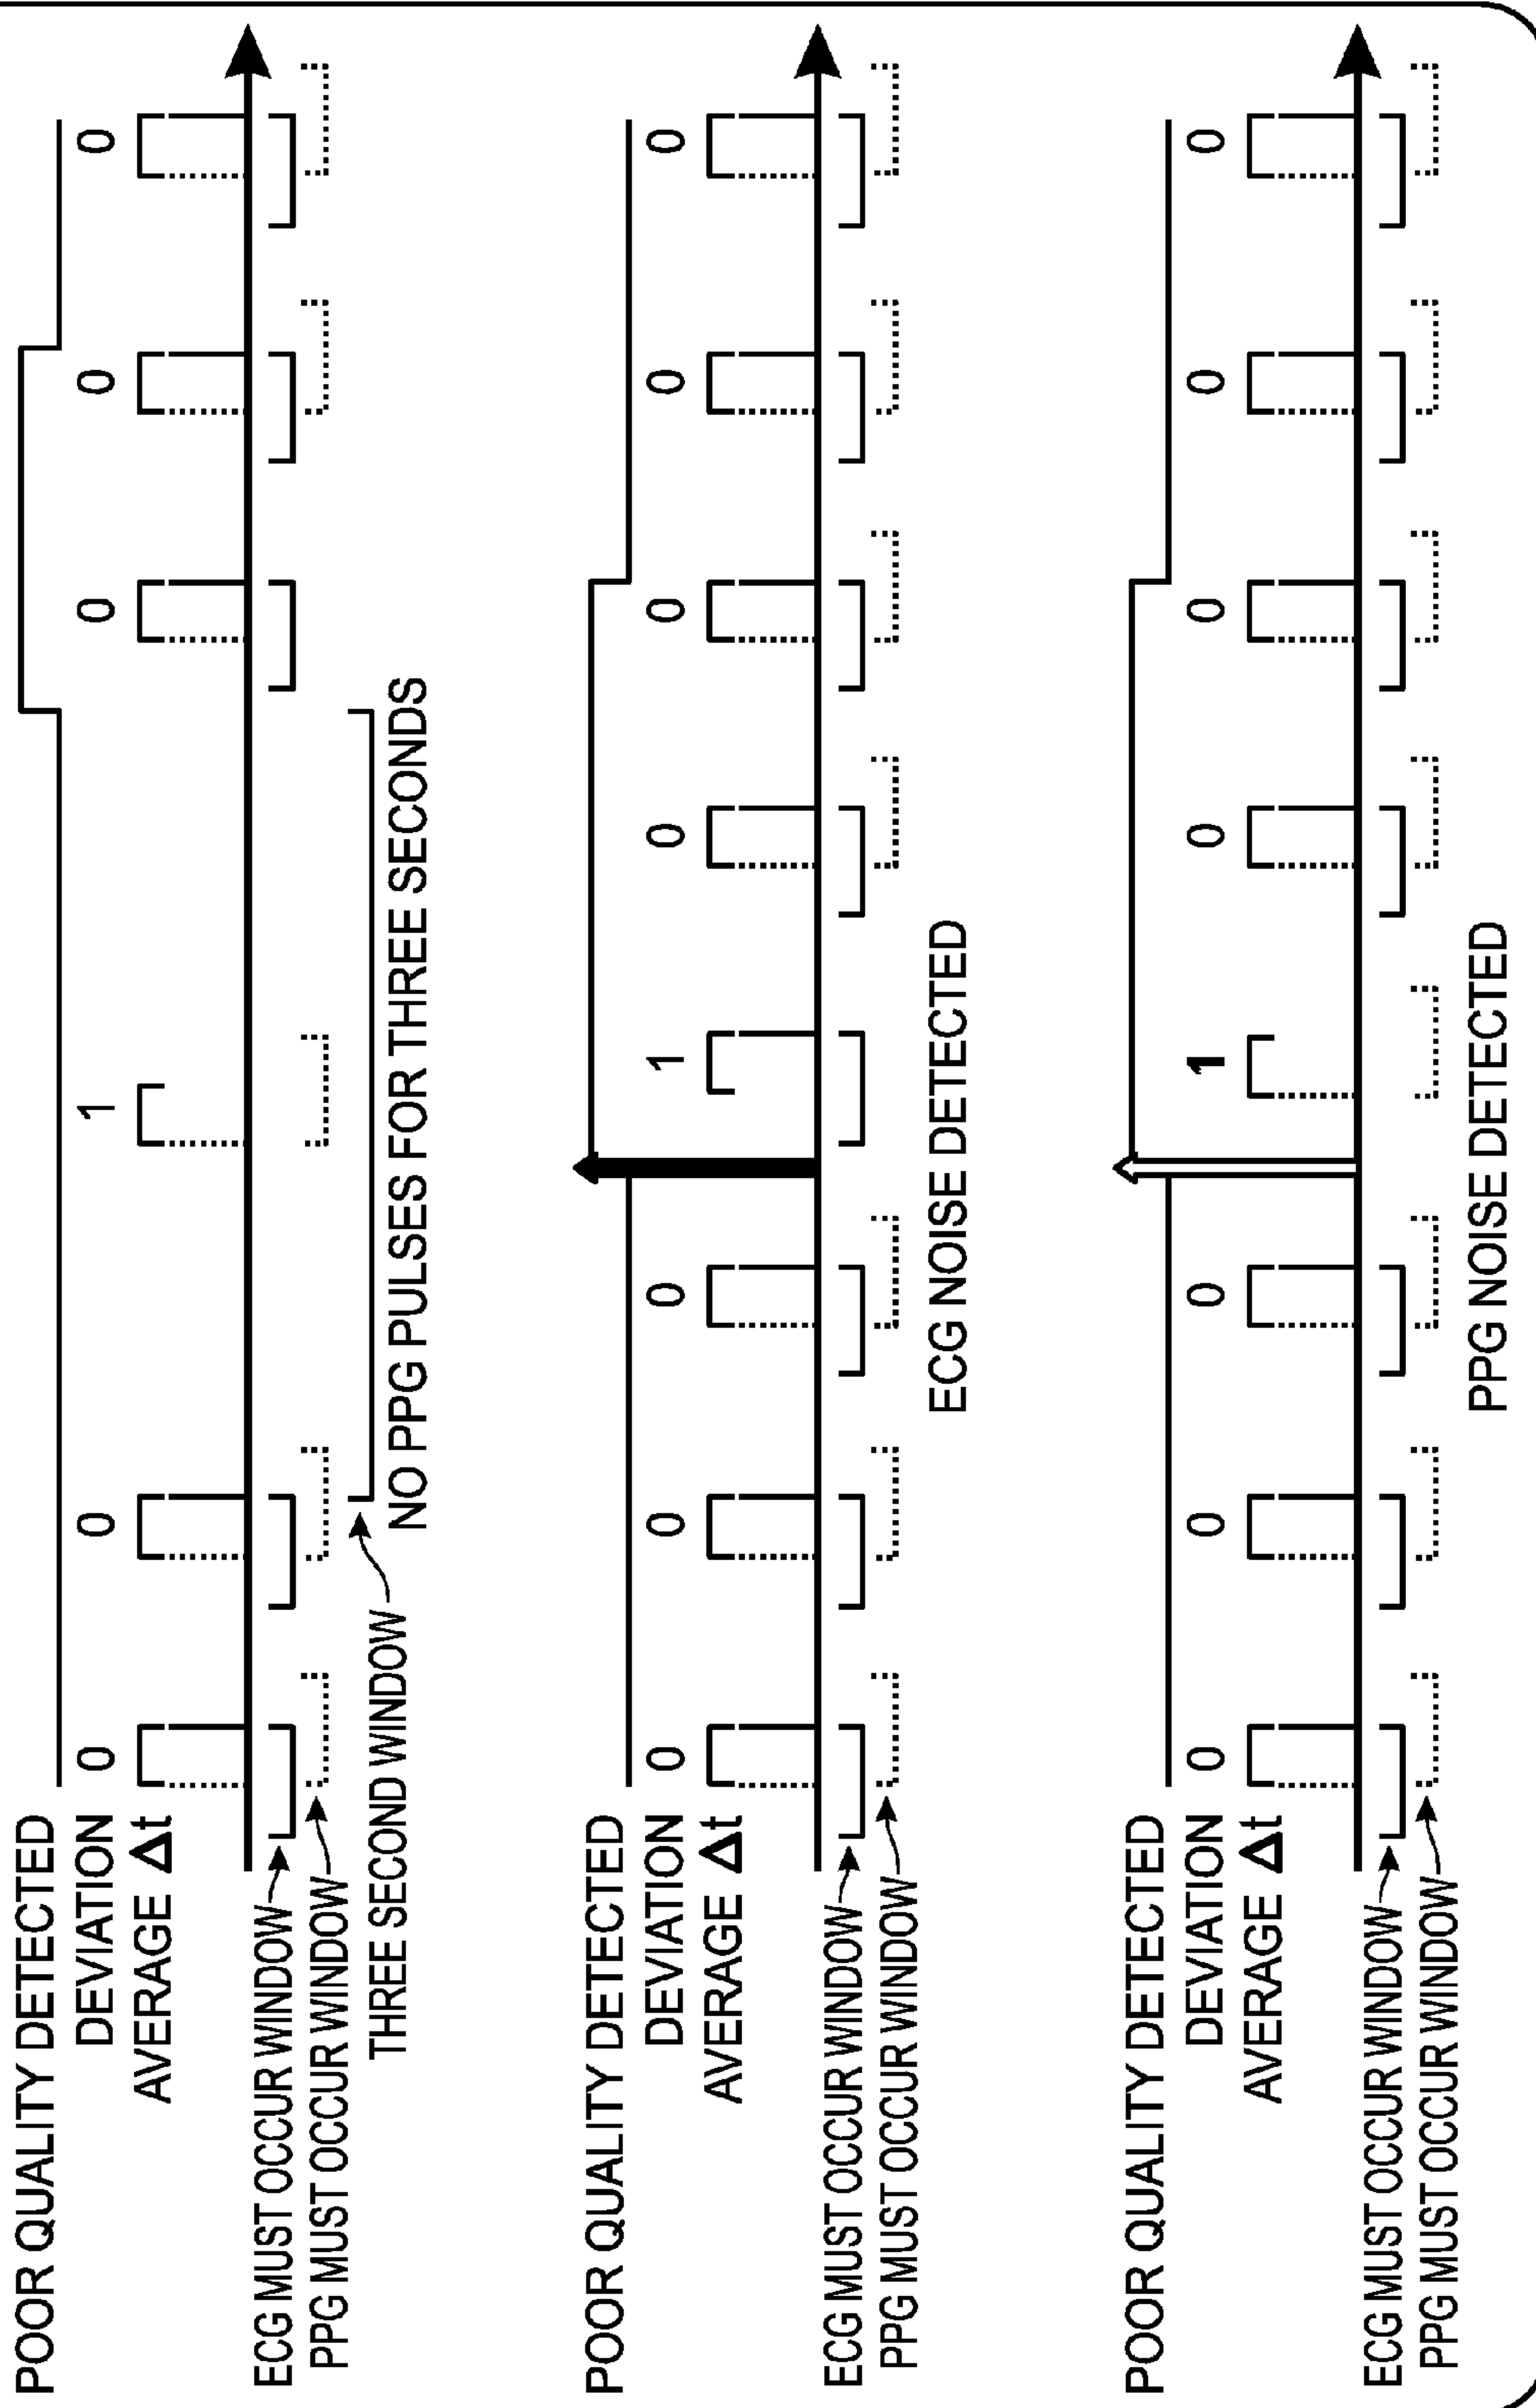 POOR QUALITY DETECTED
DEVIATION 0 0 1 0 0 0
AVERAGE Δt
ECG MUST OCCUR WINDOW
PPG MUST OCCUR WINDOW
THREE SECOND WINDOW
NO PPG PULSES FOR THREE SECONDS
POOR QUALITY DETECTED
DEVIATION 0 0 0 1 0 0 0 0
AVERAGE Δt
ECG MUST OCCUR WINDOW
PPG MUST OCCUR WINDOW
ECG NOISE DETECTED
POOR QUALITY DETECTED
DEVIATION 0 0 0 1 0 0 0 0
AVERAGE Δt
ECG MUST OCCUR WINDOW
PPG MUST OCCUR WINDOW
PPG NOISE DETECTED